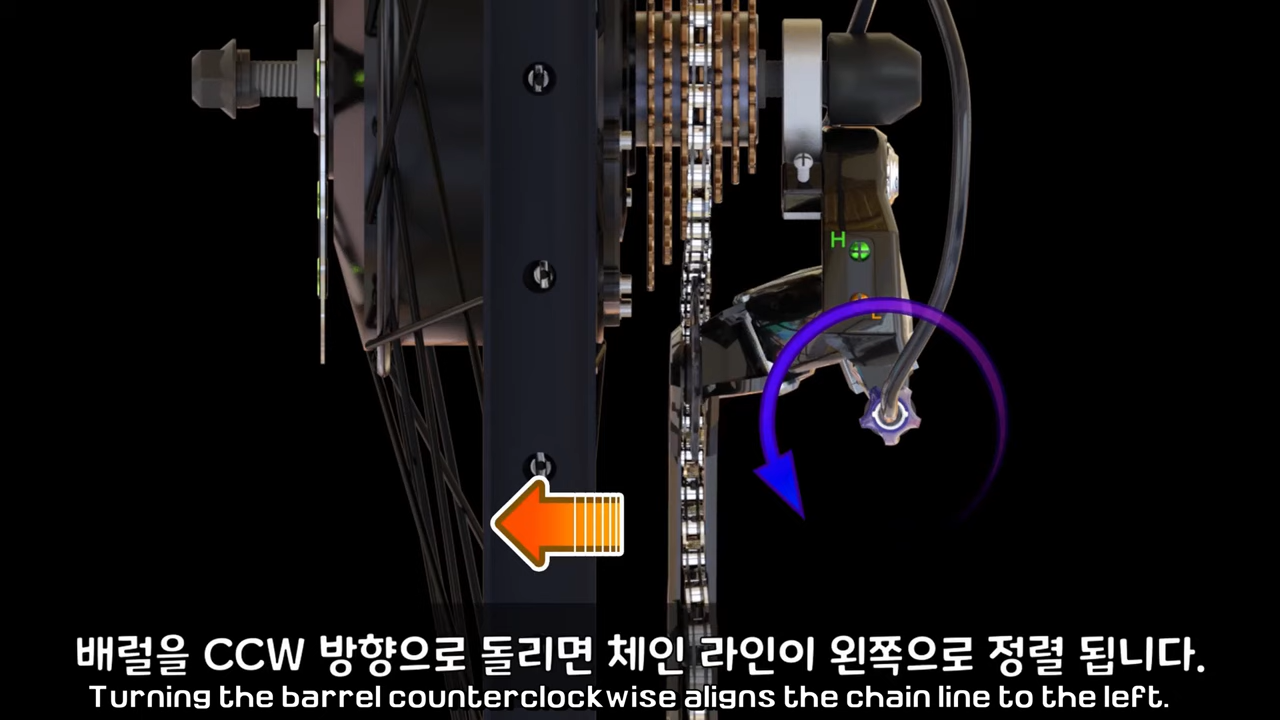 H
L
배럴을 CCW 방향으로 돌리면 체인 라인이 왼쪽으로 정렬 됩니다.
Turning the barrel counterclockwise aligns the chain line to the left.